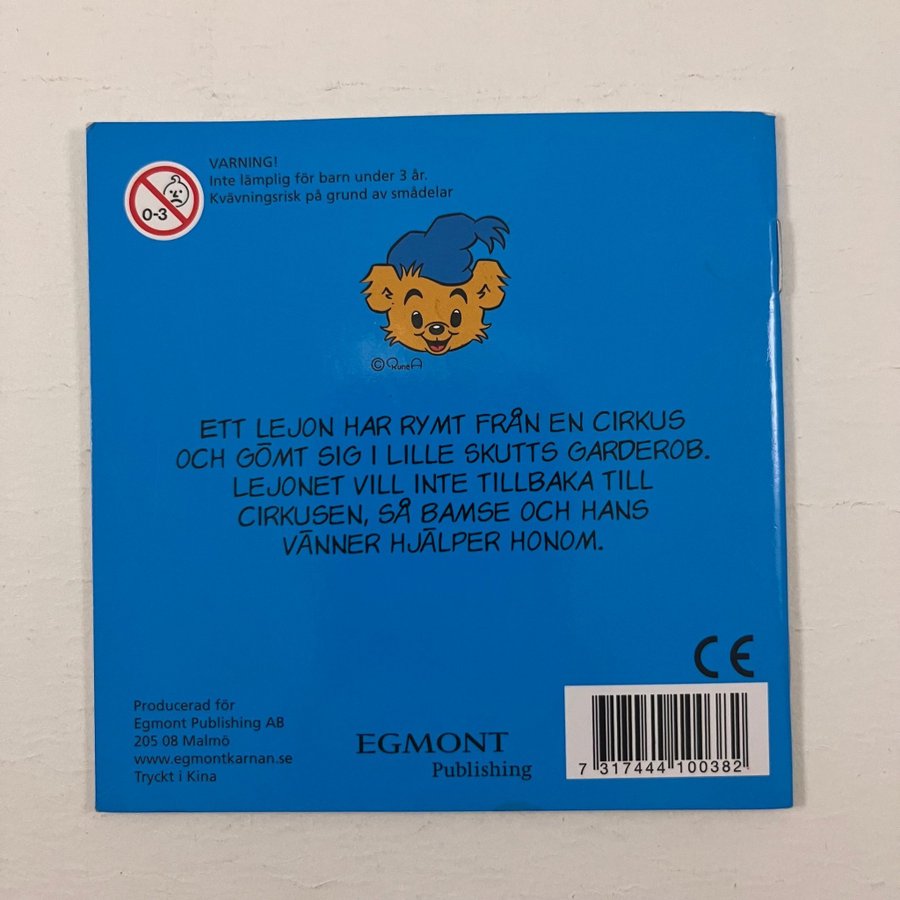 VARNING!
Inte lämplig för barn under 3 år.
Kvävningsrisk på grund av smådelar
0-3
© RuneA
ETT LEJON HAR RYMT FRÅN EN CIRKUS
OCH GÖMT SIG I LILLE SKUTTS GARDEROB.
LEJONET VILL INTE TILLBAKA TILL
CIRKUSEN, SÅ BAMSE OCH HANS
VÄNNER HJÄLPER HONOM.
CE
Producerad för
Egmont Publishing AB
205 08 Malmö
www.egmontkarnan.se
Tryckt i Kina
EGMONT
Publishing
7 317444 100382